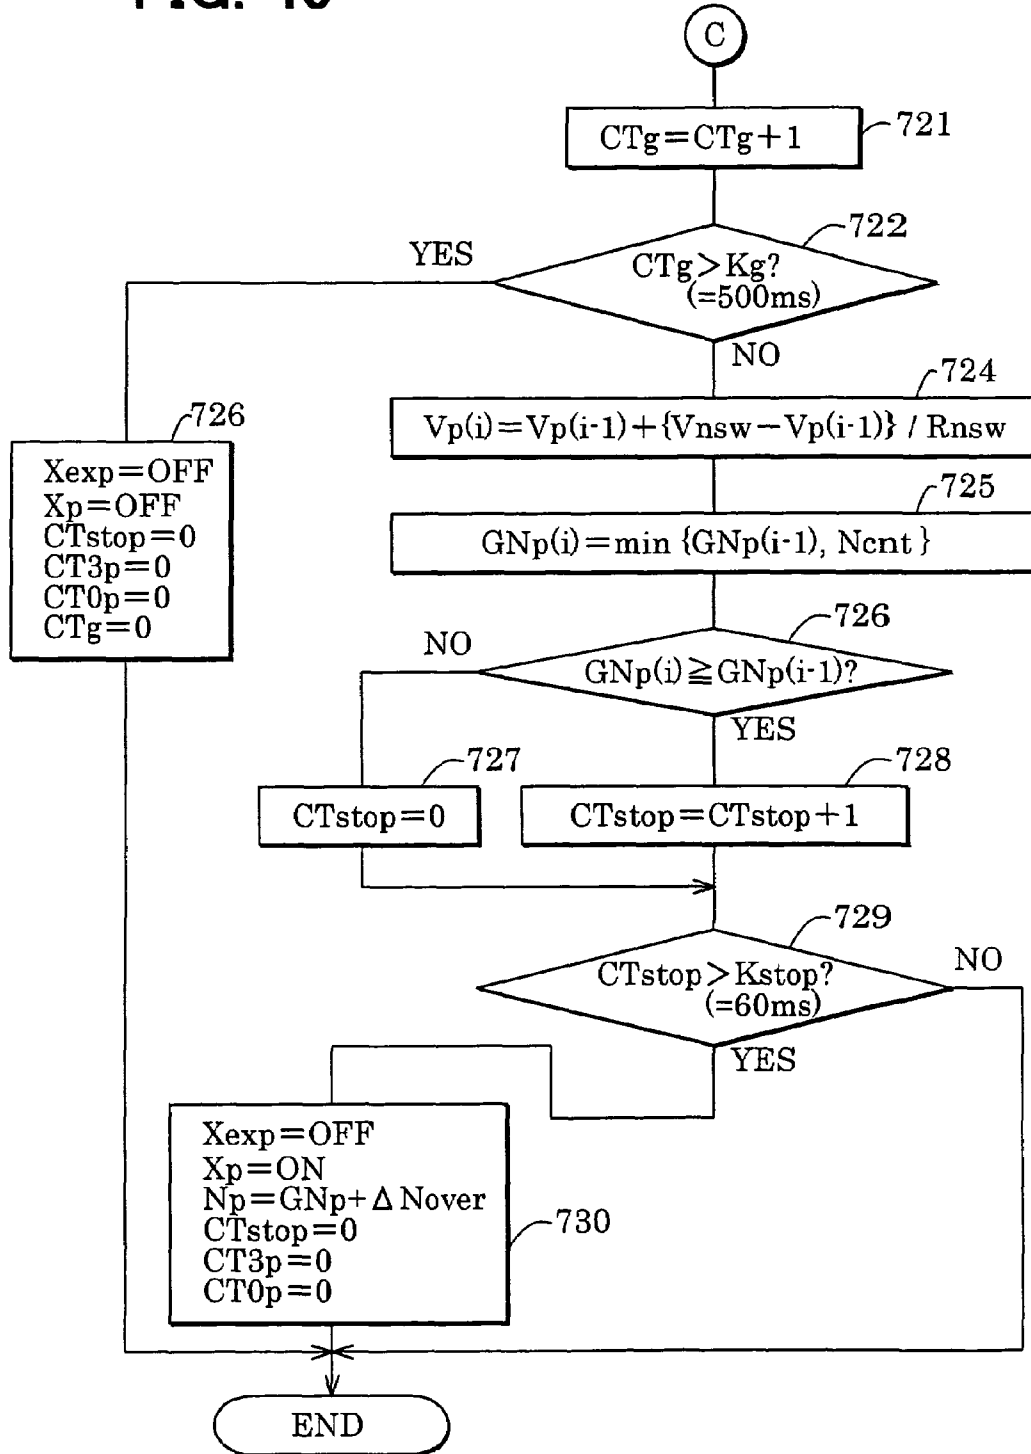 C
CTg=CTg+1
721
722
YES
CTg>Kg?
(=500ms)
NO
724
Vp(i)=Vp(i-1)+{Vnsw-Vp(i-1)} / Rnsw
726
Xexp=OFF
Xp=OFF
CTstop=0
CT3p=0
CT0p=0
CTg=0
725
GNp(i)=min {GNp(i-1), Ncnt}
726
NO
GNp(i)≧GNp(i-1)?
YES
727
CTstop=0
728
CTstop=CTstop+1
729
CTstop>Kstop?
(=60ms)
NO
YES
Xexp=OFF
Xp=ON
Np=GNp+Δ Nover
CTstop=0
CT3p=0
CT0p=0
730
END